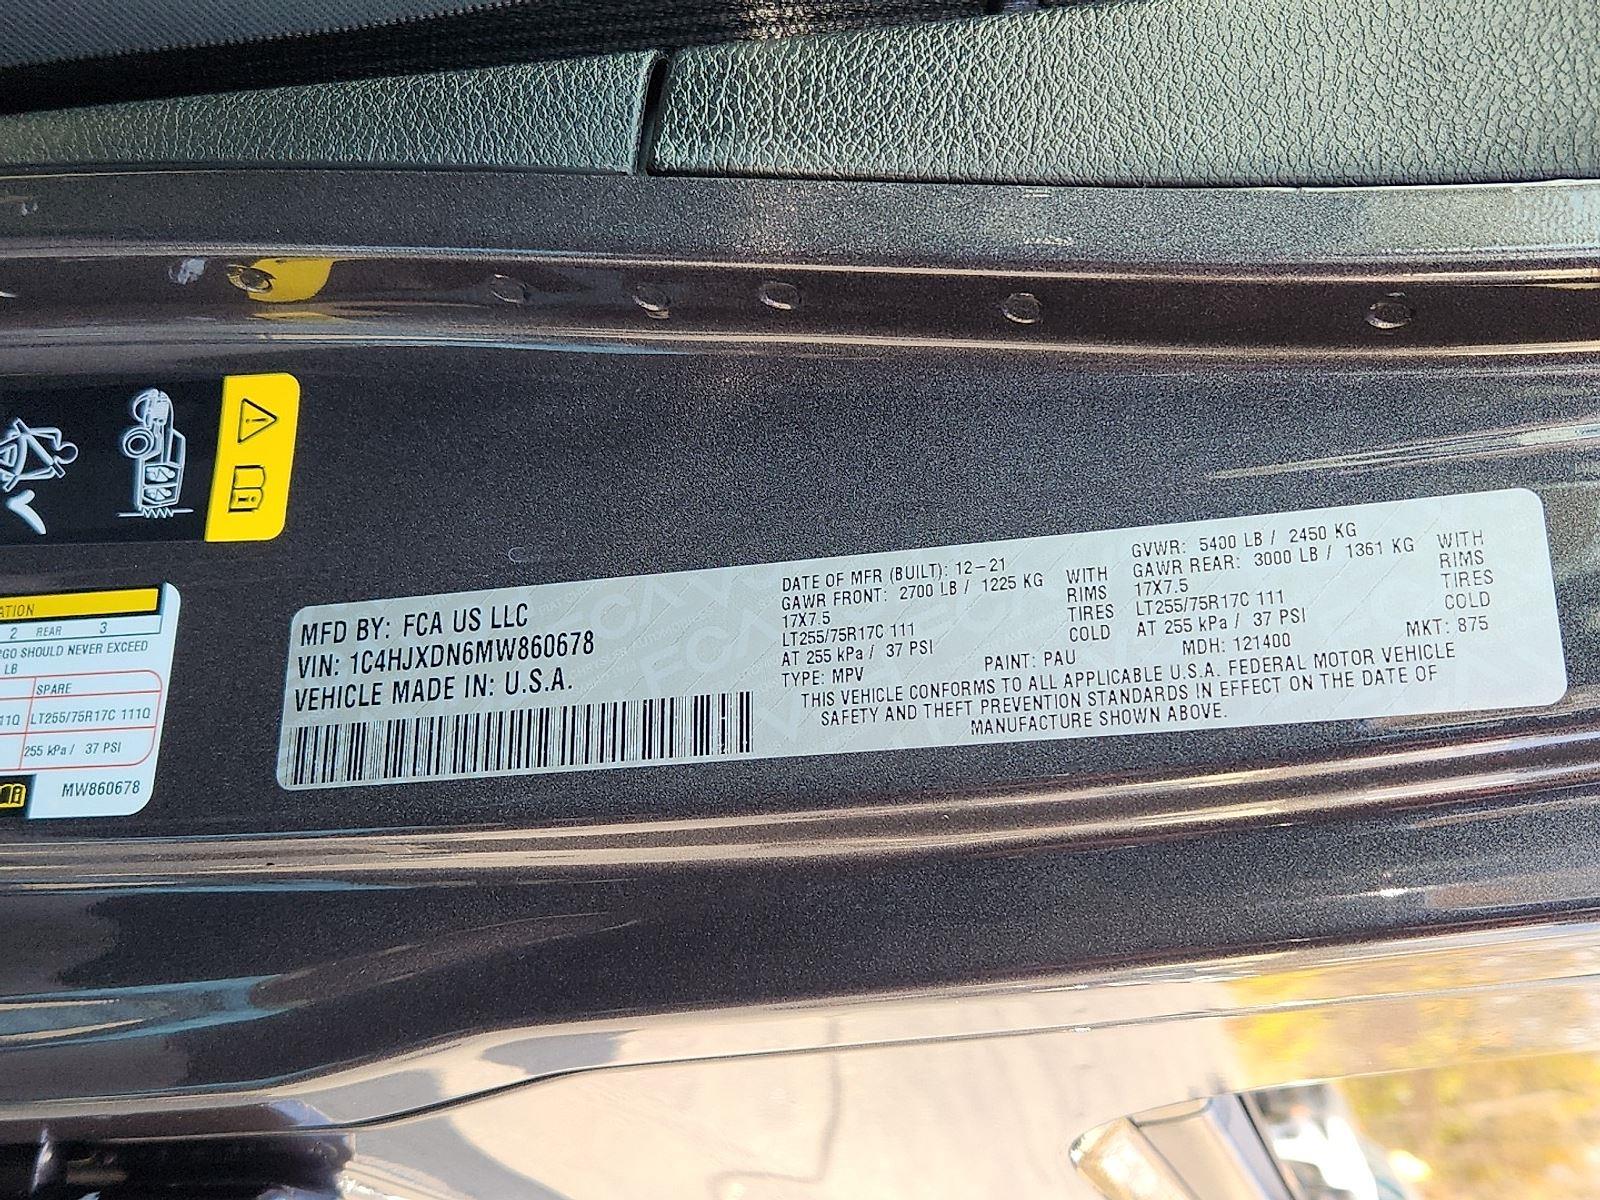 ATION
2 REAR 3
GO SHOULD NEVER EXCEED
LB
SPARE
11Q LT255/75R17C 111Q
255 kPa / 37 PSI
MW860678
MFD BY: FCA US LLC
VIN: 1C4HJXDN6MW860678
VEHICLE MADE IN: U.S.A.
DATE OF MFR (BUILT): 12-21
GAWR FRONT: 2700 LB / 1225 KG WITH
17X7.5 RIMS
LT255/75R17C 111 TIRES
AT 255 kPa / 37 PSI COLD
TYPE: MPV
PAINT: PAU
GVWR: 5400 LB / 2450 KG
GAWR REAR: 3000 LB / 1361 KG WITH
17X7.5 RIMS
LT255/75R17C 111 TIRES
AT 255 KPA / 37 PSI COLD
MDH: 121400 MKT: 875
THIS VEHICLE CONFORMS TO ALL APPLICABLE U.S.A. FEDERAL MOTOR VEHICLE
SAFETY AND THEFT PREVENTION STANDARDS IN EFFECT ON THE DATE OF
MANUFACTURE SHOWN ABOVE.